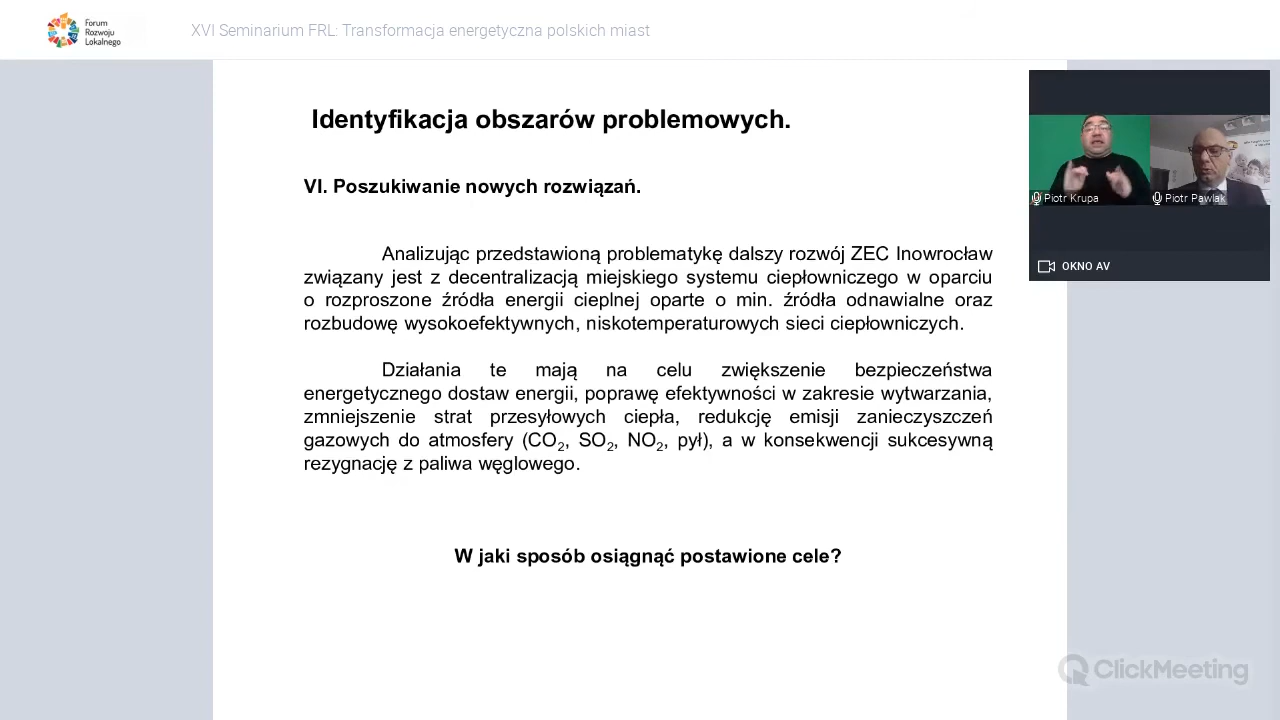 Forum
Rozwoju
Lokalnego
XVI Seminarium FRL: Transformacja energetyczna polskich miast
Identyfikacja obszarów problemowych.
VI. Poszukiwanie nowych rozwiązań.
Analizując przedstawioną problematykę dalszy rozwój ZEC Inowrocław
związany jest z decentralizacją miejskiego systemu ciepłowniczego w oparciu
o rozproszone źródła energii cieplnej oparte o min. źródła odnawialne oraz
rozbudowę wysokoefektywnych, niskotemperaturowych sieci ciepłowniczych.
Działania te mają na celu zwiększenie bezpieczeństwa
energetycznego dostaw energii, poprawę efektywności w zakresie wytwarzania,
zmniejszenie strat przesyłowych ciepła, redukcję emisji zanieczyszczeń
gazowych do atmosfery (CO₂, SO₂, NO₂, pył), a w konsekwencji sukcesywną
rezygnację z paliwa węglowego.
W jaki sposób osiągnąć postawione cele?
Piotr Krupa
Piotr Pawlak
OKNO AV
ClickMeeting